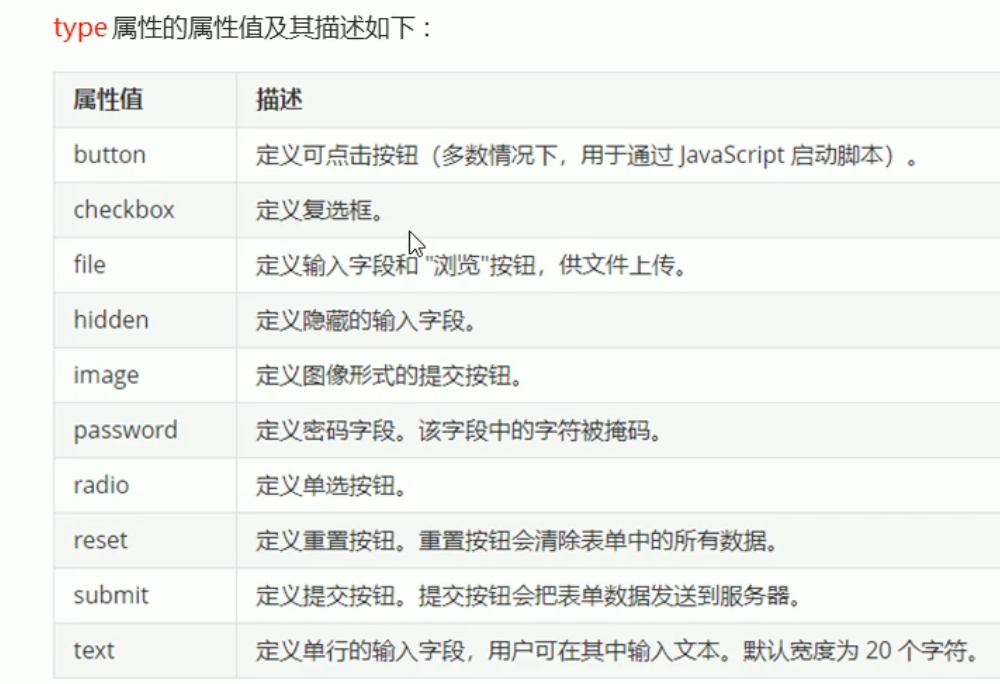 type 属性的属性值及其描述如下：
属性值 描述
button 定义可点击按钮（多数情况下，用于通过 JavaScript 启动脚本）。
checkbox 定义复选框。
file 定义输入字段和 "浏览"按钮，供文件上传。
hidden 定义隐藏的输入字段。
image 定义图像形式的提交按钮。
password 定义密码字段。该字段中的字符被掩码。
radio 定义单选按钮。
reset 定义重置按钮。重置按钮会清除表单中的所有数据。
submit 定义提交按钮。提交按钮会把表单数据发送到服务器。
text 定义单行的输入字段，用户可在其中输入文本。默认宽度为 20 个字符。